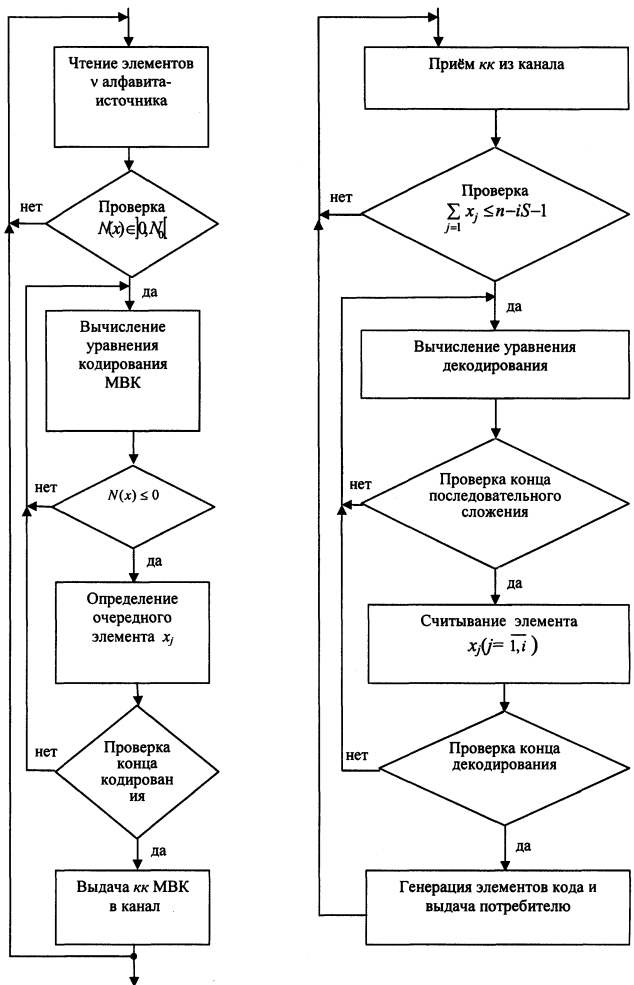 Чтение элементов
ν алфавита-
источника
нет
Проверка
N(x)∈]0,N₀[
да
Вычисление
уравнения
кодирования
МВК
нет
N(x) ≤ 0
да
Определение
очередного
элемента xⱼ
нет
Проверка
конца
кодирован
ия
да
Выдача кк МВК
в канал
Приём кк из канала
нет
Проверка
∑ xⱼ ≤ n−iS−1
j=1
да
Вычисление уравнения
декодирования
нет
Проверка конца
последовательного
сложения
да
Считывание элемента
xⱼ(j= 1,i )
нет
Проверка конца
декодирования
да
Генерация элементов кода и
выдача потребителю